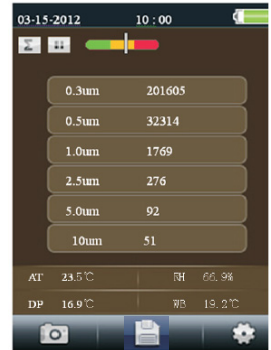 03-15-2012 10:00
Σ
0.3um 201605
0.5um 32314
1.0um 1769
2.5um 276
5.0um 92
10um 51
AT 23.5℃ RH 66.9%
DP 16.9℃ WB 19.2℃